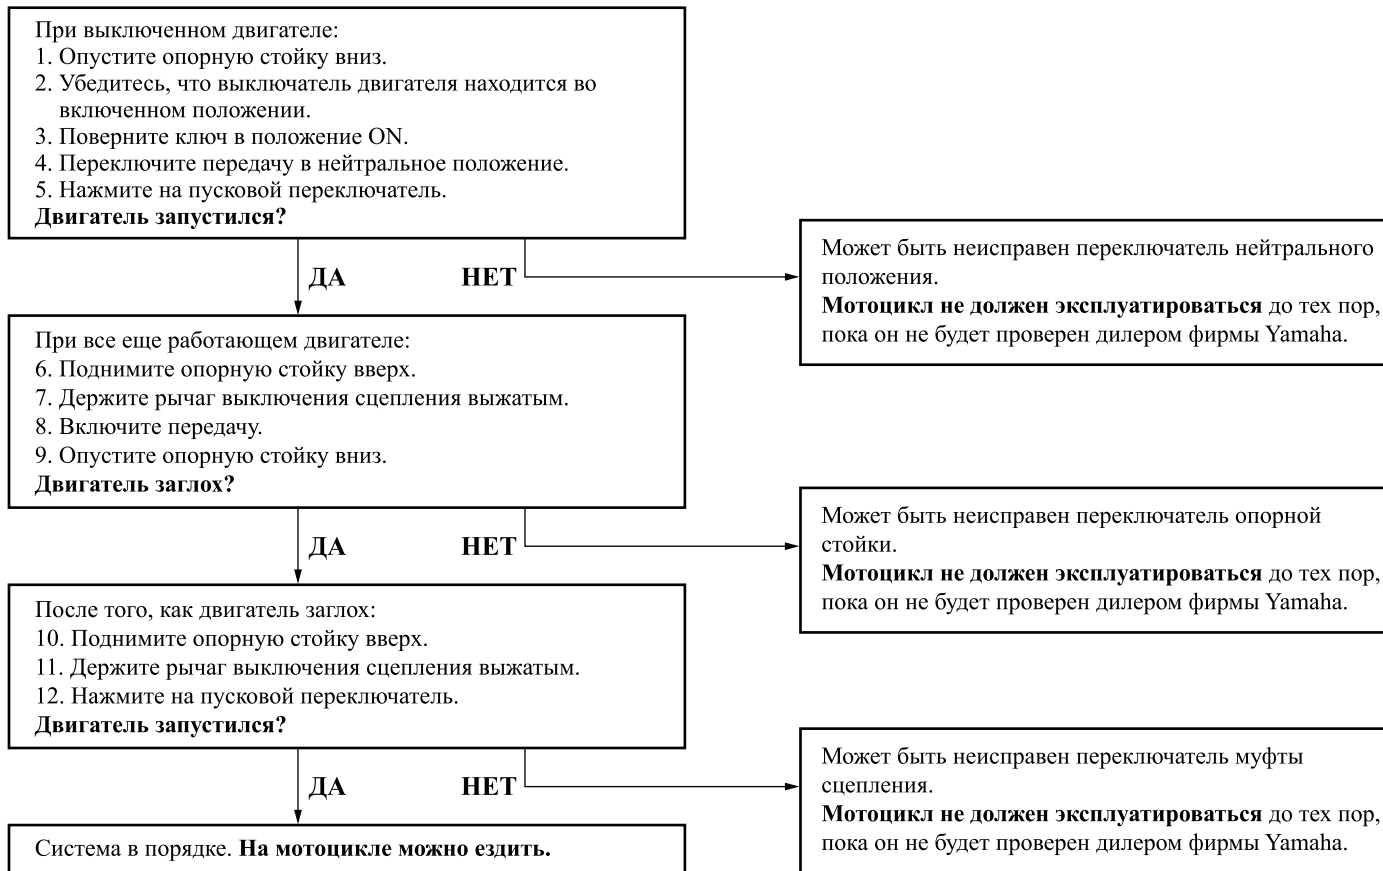 При выключенном двигателе:
1. Опустите опорную стойку вниз.
2. Убедитесь, что выключатель двигателя находится во
включенном положении.
3. Поверните ключ в положение ON.
4. Переключите передачу в нейтральное положение.
5. Нажмите на пусковой переключатель.
Двигатель запустился?
ДА
НЕТ
Может быть неисправен переключатель нейтрального
положения.
Мотоцикл не должен эксплуатироваться до тех пор,
пока он не будет проверен дилером фирмы Yamaha.
При все еще работающем двигателе:
6. Поднимите опорную стойку вверх.
7. Держите рычаг выключения сцепления выжатым.
8. Включите передачу.
9. Опустите опорную стойку вниз.
Двигатель заглох?
ДА
НЕТ
Может быть неисправен переключатель опорной
стойки.
Мотоцикл не должен эксплуатироваться до тех пор,
пока он не будет проверен дилером фирмы Yamaha.
После того, как двигатель заглох:
10. Поднимите опорную стойку вверх.
11. Держите рычаг выключения сцепления выжатым.
12. Нажмите на пусковой переключатель.
Двигатель запустился?
ДА
НЕТ
Может быть неисправен переключатель муфты
сцепления.
Мотоцикл не должен эксплуатироваться до тех пор,
пока он не будет проверен дилером фирмы Yamaha.
Система в порядке. На мотоцикле можно ездить.